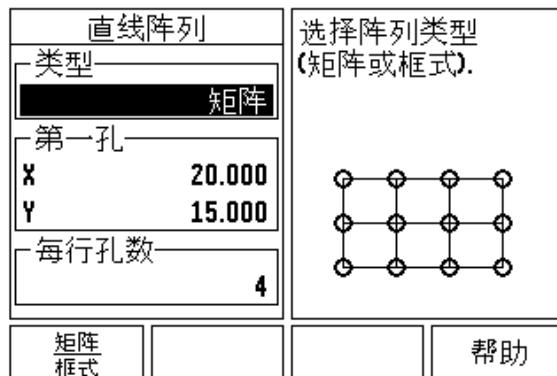 直线阵列
类型
矩阵
第一孔
X 20.000
Y 15.000
每行孔数
4
选择阵列类型
(矩阵或框式).
矩阵
框式
帮助